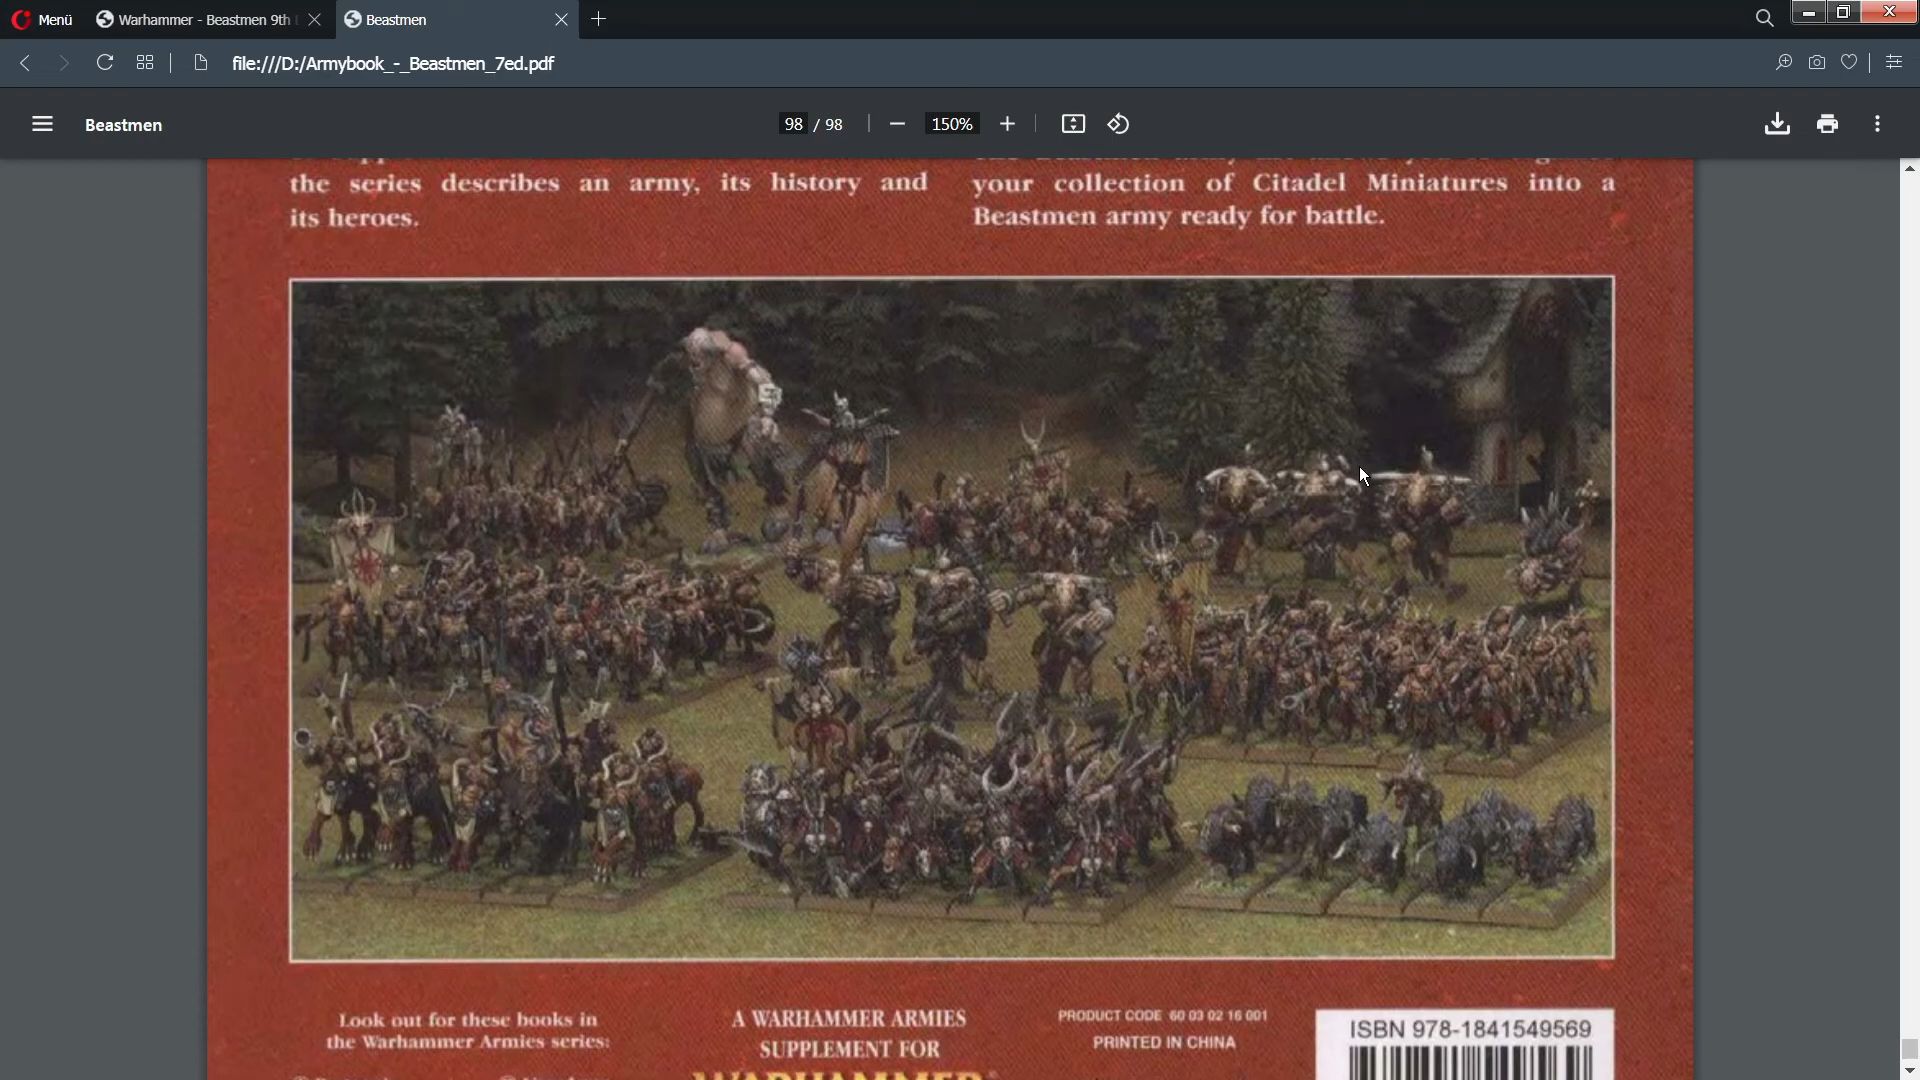 Menü
Warhammer - Beastmen 9th
Beastmen
file:///D:/Armybook_-_Beastmen_7ed.pdf
Beastmen
98 / 98
150%
the series describes an army, its history and
its heroes.
your collection of Citadel Miniatures into a
Beastmen army ready for battle.
Look out for these books in
the Warhammer Armies series:
A WARHAMMER ARMIES
SUPPLEMENT FOR
WARHAMMER
PRODUCT CODE 60 03 02 16 001
PRINTED IN CHINA
ISBN 978-1841549569